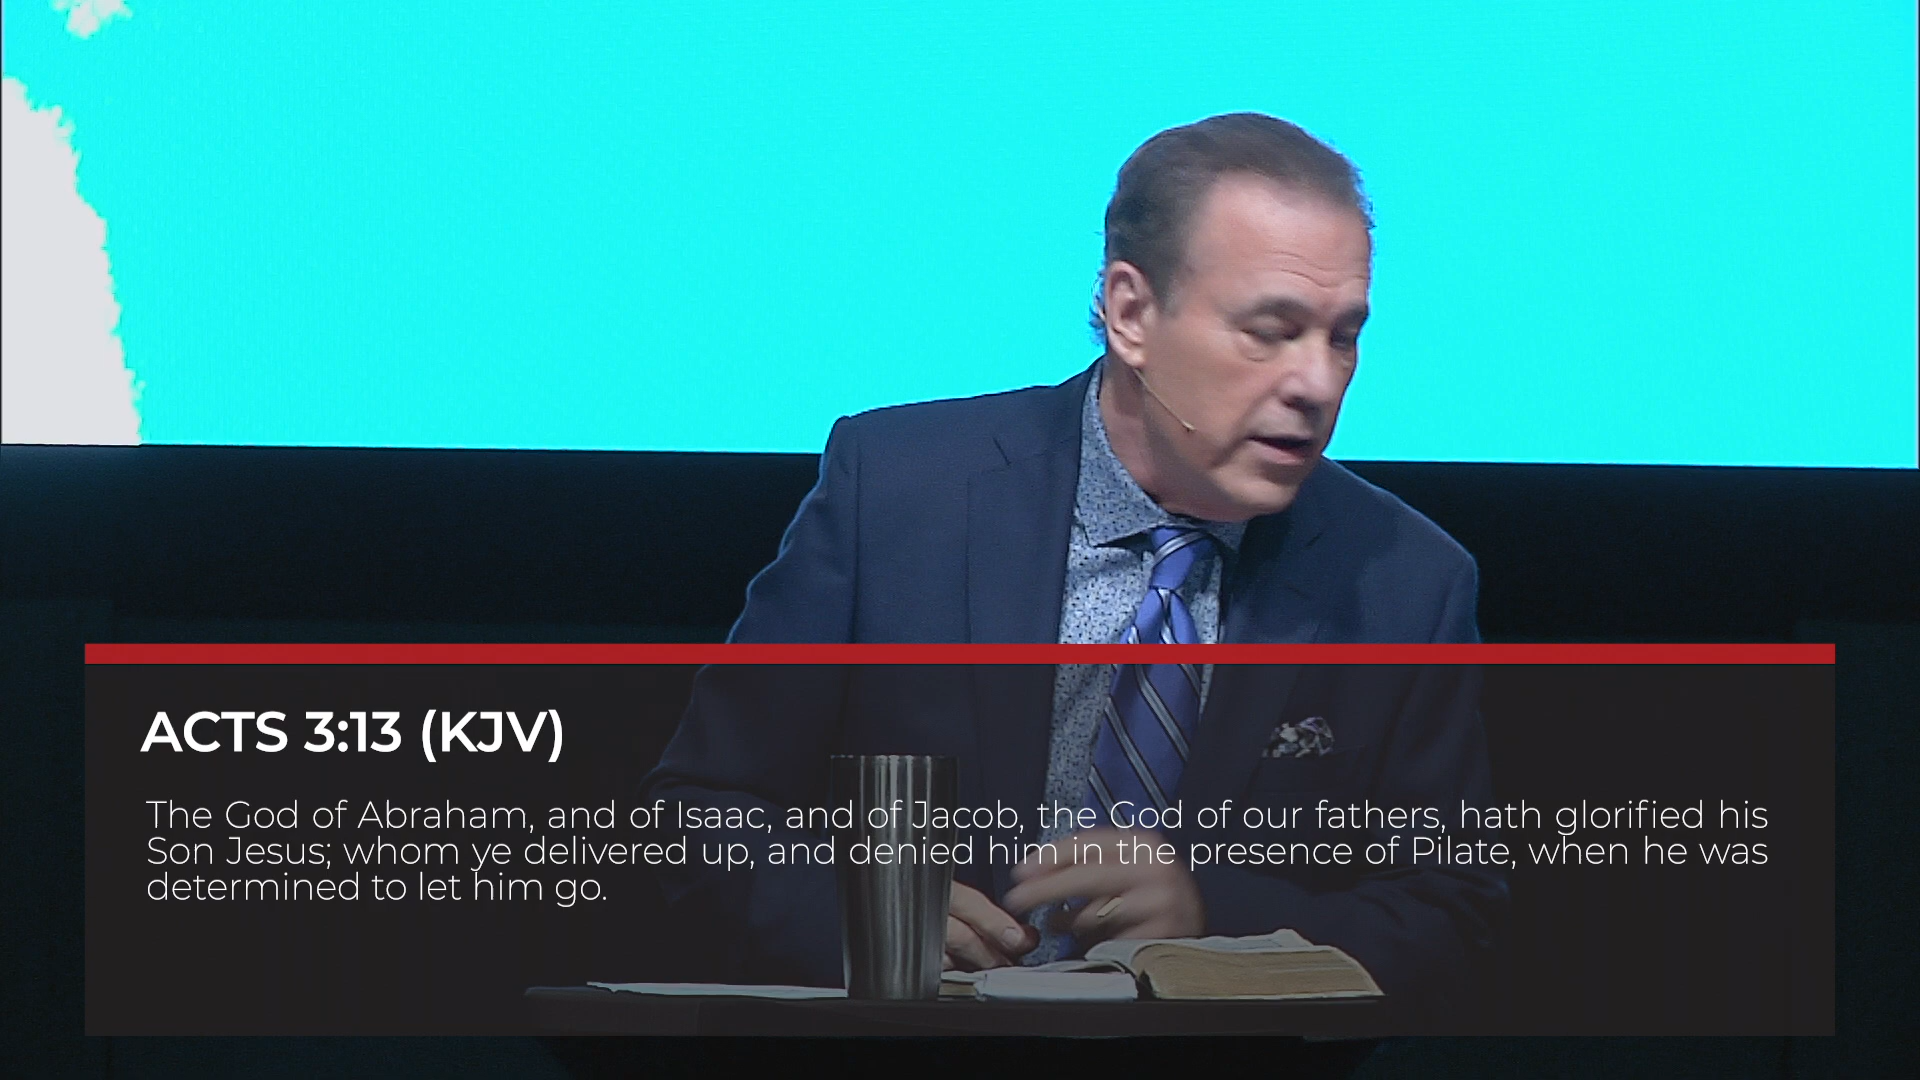 ACTS 3:13 (KJV)
The God of Abraham, and of Isaac, and of Jacob, the God of our fathers, hath glorified his
Son Jesus; whom ye delivered up, and denied him in the presence of Pilate, when he was
determined to let him go.